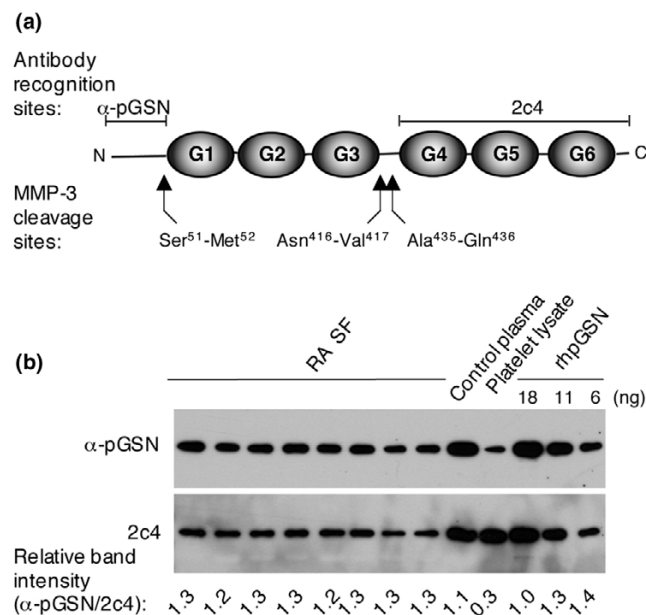 (a)
Antibody
recognition
sites:
α-pGSN
2c4
N G1 G2 G3 G4 G5 G6 C
MMP-3
cleavage
sites:
Ser51-Met52 Asn416-Val417 Ala435-Gln436
(b)
RA SF Control plasma Platelet lysate rhpGSN
18 11 6 (ng)
α-pGSN
2c4
Relative band
intensity
(α-pGSN/2c4):
1.3 1.2 1.3 1.3 1.2 1.3 1.3 1.3 1.1 0.3 1.0 1.3 1.4